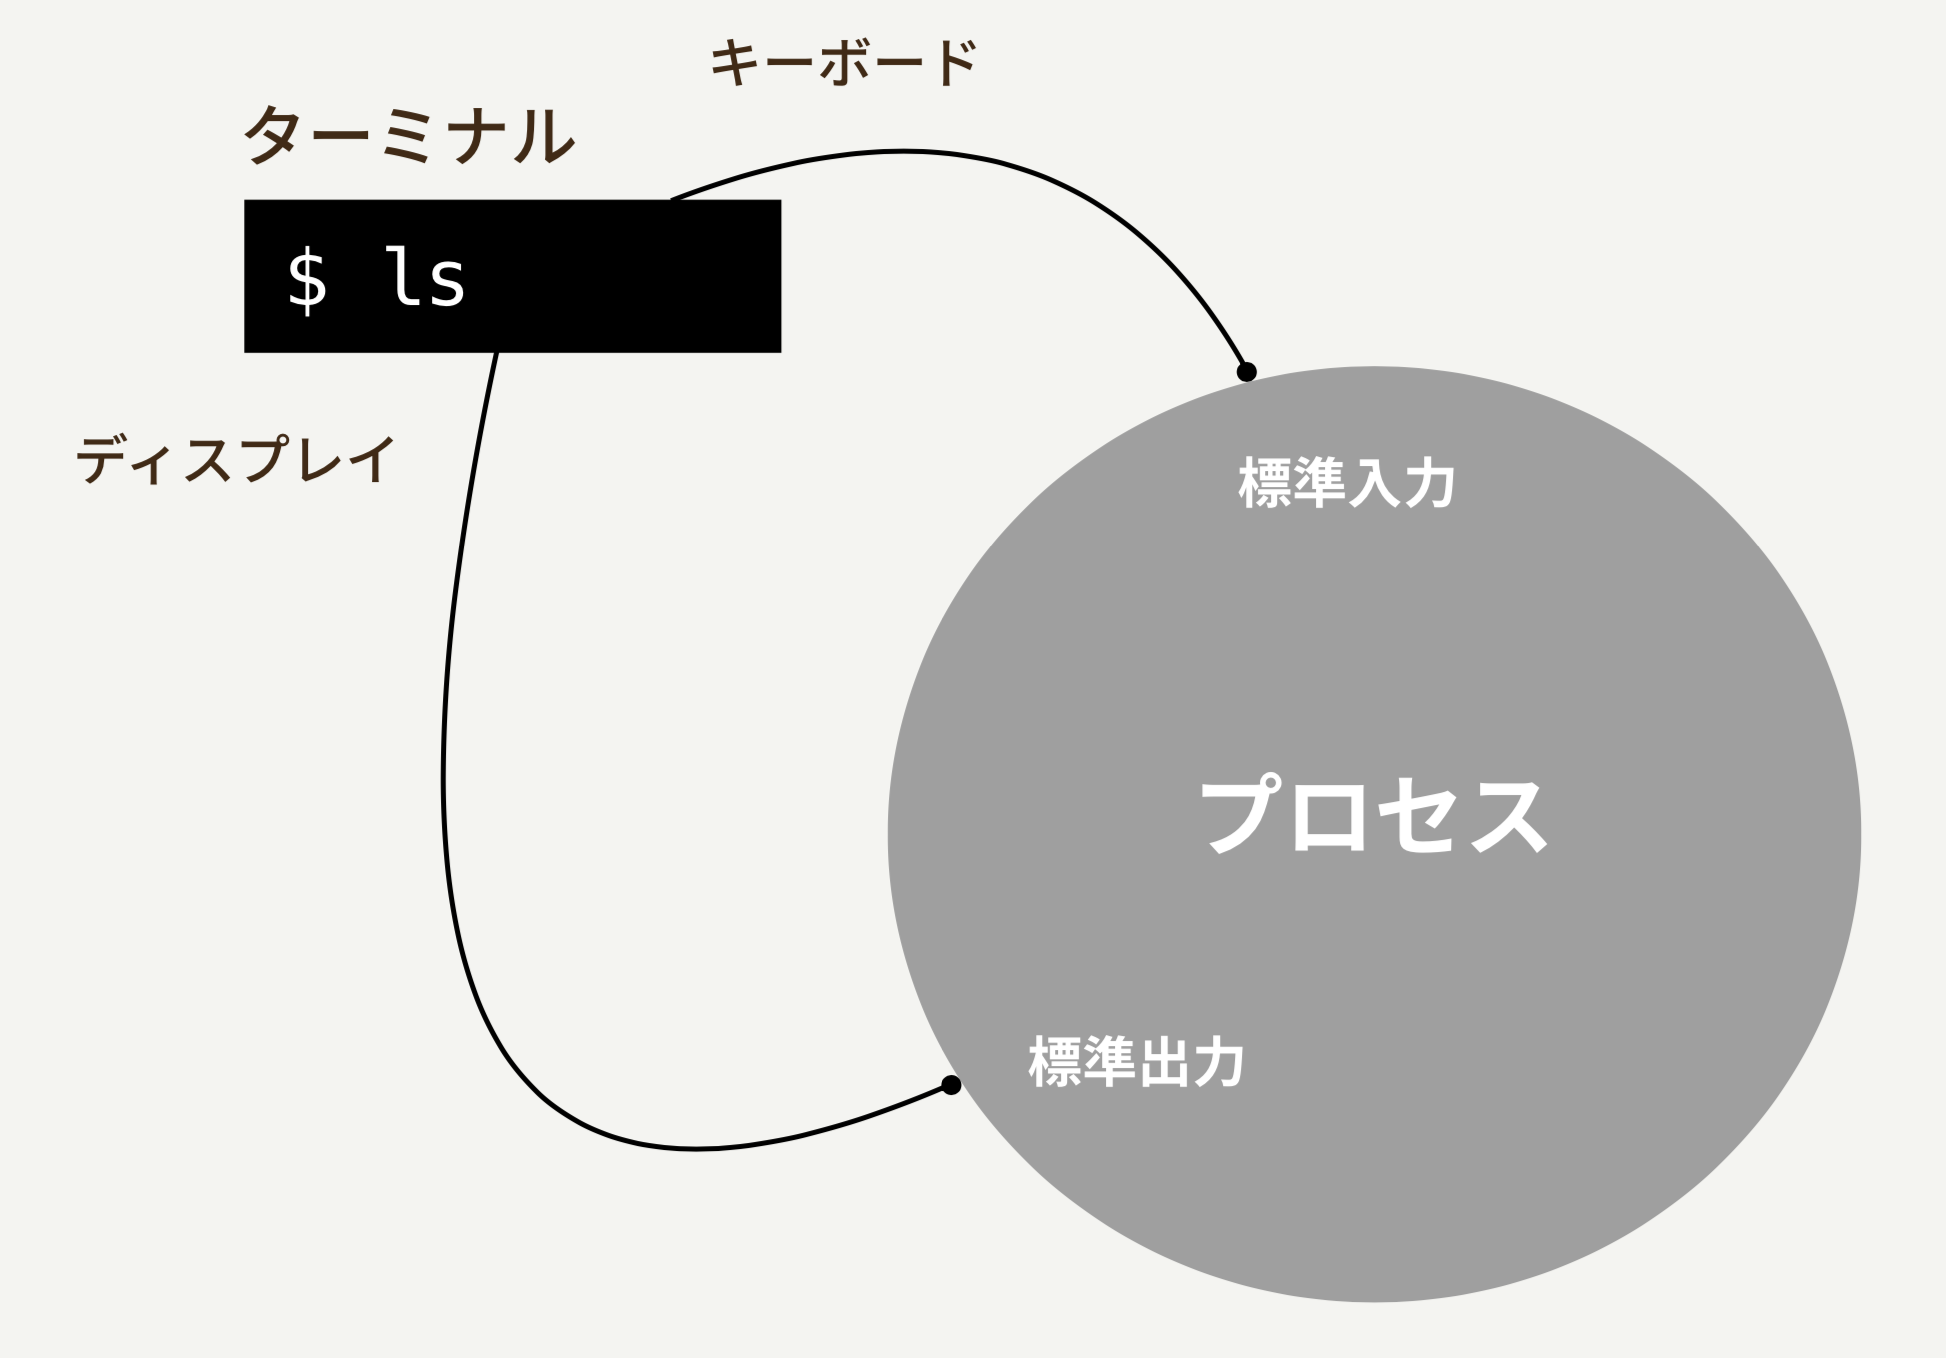 キーボード
ターミナル
$ ls
ディスプレイ
標準入力
プロセス
標準出力